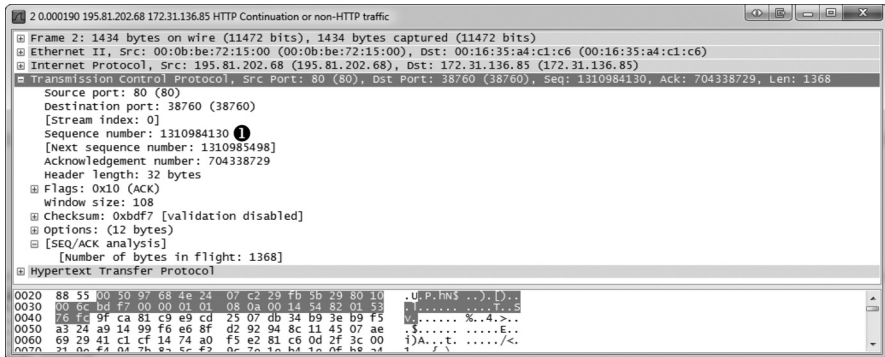 2 0.000190 195.81.202.68 172.31.136.85 HTTP Continuation or non-HTTP traffic
Frame 2: 1434 bytes on wire (11472 bits), 1434 bytes captured (11472 bits)
Ethernet II, Src: 00:0b:be:72:15:00 (00:0b:be:72:15:00), Dst: 00:16:35:a4:c1:c6 (00:16:35:a4:c1:c6)
Internet Protocol, Src: 195.81.202.68 (195.81.202.68), Dst: 172.31.136.85 (172.31.136.85)
Transmission Control Protocol, Src Port: 80 (80), Dst Port: 38760 (38760), Seq: 1310984130, Ack: 704338729, Len: 1368
Source port: 80 (80)
Destination port: 38760 (38760)
[Stream index: 0]
Sequence number: 1310984130 ❶
[Next sequence number: 1310985498]
Acknowledgement number: 704338729
Header length: 32 bytes
Flags: 0x10 (ACK)
Window size: 108
Checksum: 0xbdf7 [validation disabled]
Options: (12 bytes)
[SEQ/ACK analysis]
[Number of bytes in flight: 1368]
Hypertext Transfer Protocol
0020 88 55 00 50 97 68 4e 24 07 c2 29 fb 5b 29 80 10 .U.P.hN$ ..).[)..
0030 00 6c bd f7 00 00 01 01 08 0a 00 14 54 82 01 53 .l...... ....T..S
0040 76 fc 9f ca 81 c9 e9 cd 25 07 db 34 b9 3e b9 f5 v....... %..4.>..
0050 a3 24 a9 14 99 f6 e6 8f d2 92 94 8c 11 45 07 ae .$...... .....E..
0060 69 29 41 c1 cf 14 74 a0 f5 e2 81 c6 0d 2f 3c 00 i)A...t. ...../<.